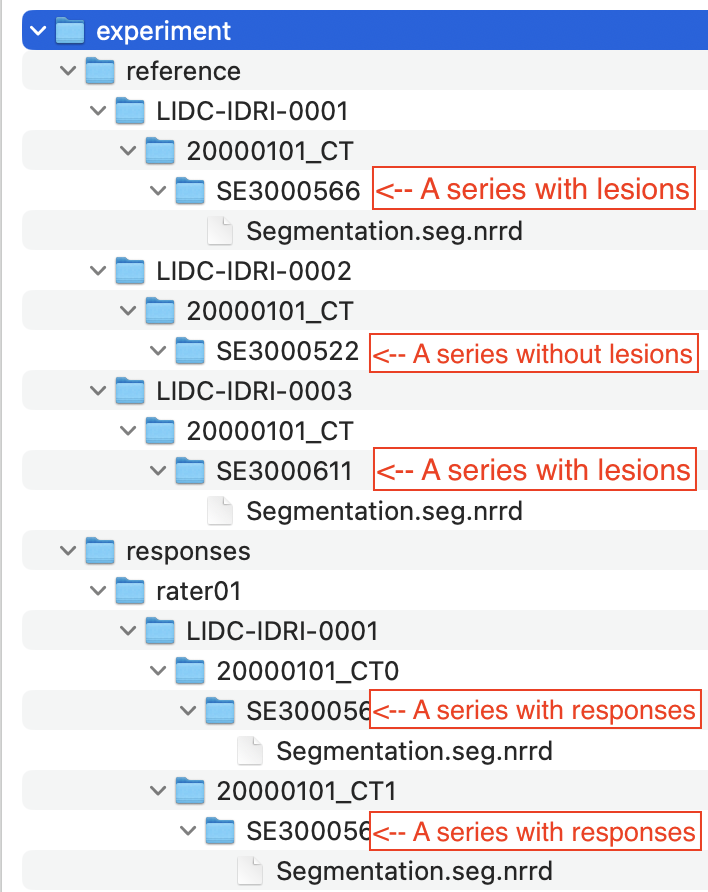 experiment
reference
LIDC-IDRI-0001
20000101_CT
SE3000566 <-- A series with lesions
Segmentation.seg.nrrd
LIDC-IDRI-0002
20000101_CT
SE3000522 <-- A series without lesions
LIDC-IDRI-0003
20000101_CT
SE3000611 <-- A series with lesions
Segmentation.seg.nrrd
responses
rater01
LIDC-IDRI-0001
20000101_CT0
SE300056 <-- A series with responses
Segmentation.seg.nrrd
20000101_CT1
SE300056 <-- A series with responses
Segmentation.seg.nrrd